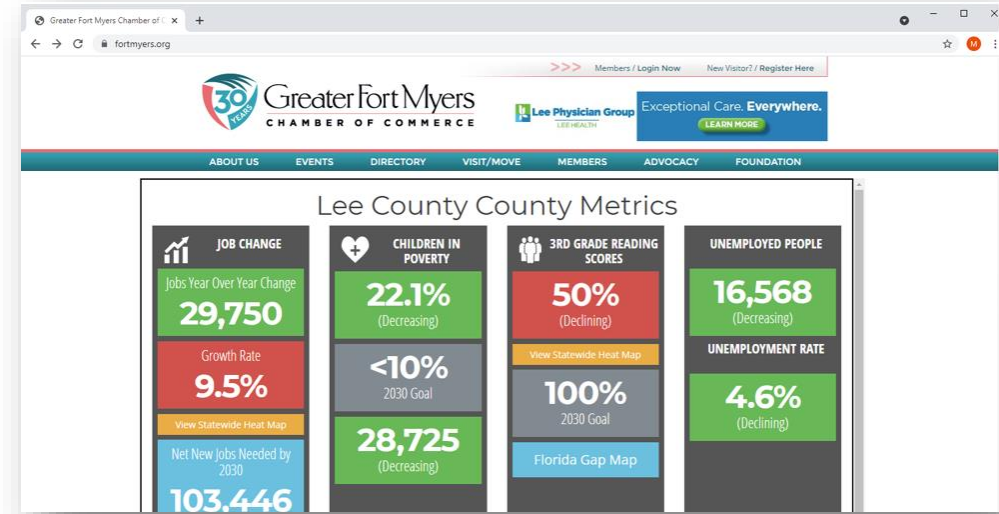 Greater Fort Myers Chamber of C
fortmyers.org
M
>>> Members / Login Now New Visitor? / Register Here
30
YEARS
Greater Fort Myers
CHAMBER OF COMMERCE
Lee Physician Group
LEE HEALTH
Exceptional Care. Everywhere.
LEARN MORE
ABOUT US EVENTS DIRECTORY VISIT/MOVE MEMBERS ADVOCACY FOUNDATION
Lee County County Metrics
JOB CHANGE
Jobs Year Over Year Change
29,750
Growth Rate
9.5%
View Statewide Heat Map
Net New Jobs Needed by
2030
103,446
CHILDREN IN
POVERTY
22.1%
(Decreasing)
<10%
2030 Goal
28,725
(Decreasing)
3RD GRADE READING
SCORES
50%
(Declining)
View Statewide Heat Map
100%
2030 Goal
Florida Gap Map
UNEMPLOYED PEOPLE
16,568
(Decreasing)
UNEMPLOYMENT RATE
4.6%
(Declining)